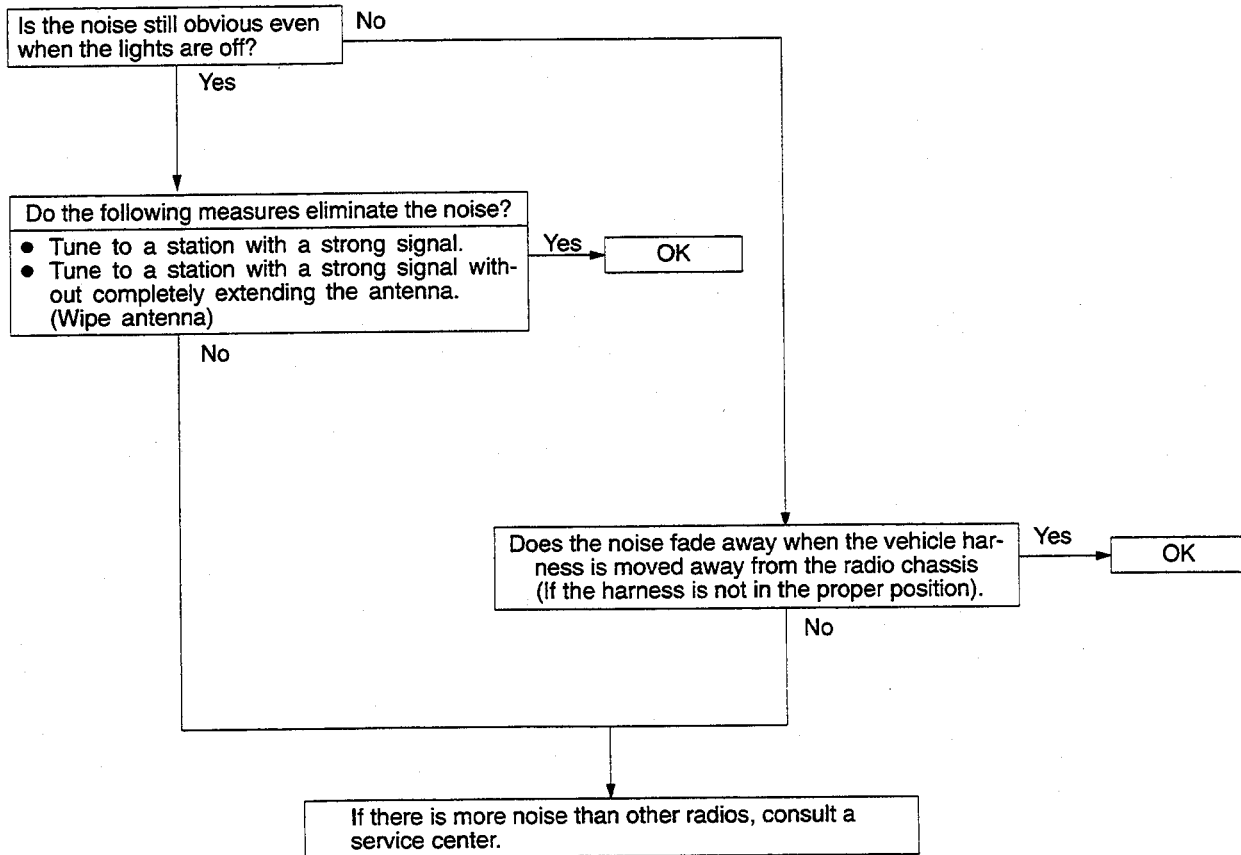 Is the noise still obvious even
when the lights are off?
No
Yes
Do the following measures eliminate the noise?
● Tune to a station with a strong signal.
● Tune to a station with a strong signal with-
out completely extending the antenna.
(Wipe antenna)
Yes
OK
No
Does the noise fade away when the vehicle har-
ness is moved away from the radio chassis
(If the harness is not in the proper position).
Yes
OK
No
If there is more noise than other radios, consult a
service center.